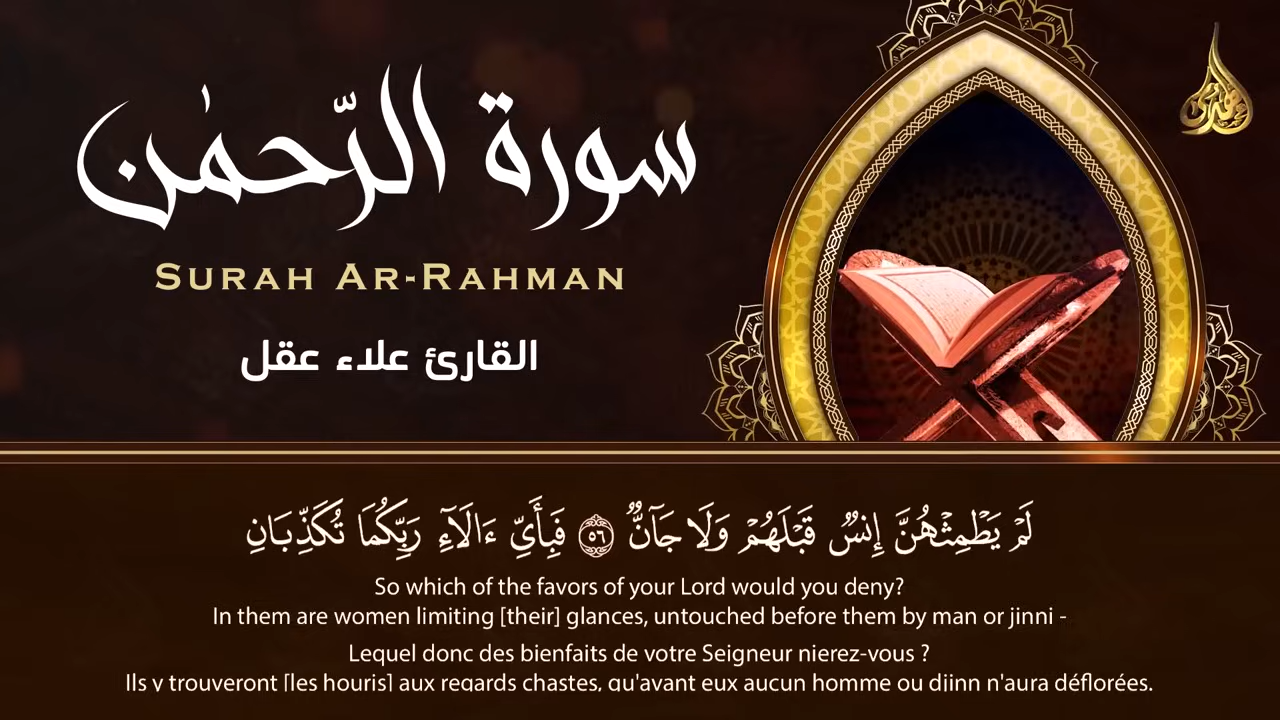 سورة الرّحمٰن
SURAH AR-RAHMAN
القارئ علاء عقل
لَمْ يَطْمِثْهُنَّ إِنسٌ قَبْلَهُمْ وَلَا جَآنٌّ ٥٦ فَبِأَيِّ ءَالَآءِ رَبِّكُمَا تُكَذِّبَانِ
So which of the favors of your Lord would you deny?
In them are women limiting [their] glances, untouched before them by man or jinni -
Lequel donc des bienfaits de votre Seigneur nierez-vous ?
Ils y trouveront [les houris] aux regards chastes, qu'avant eux aucun homme ou djinn n'aura déflorées.